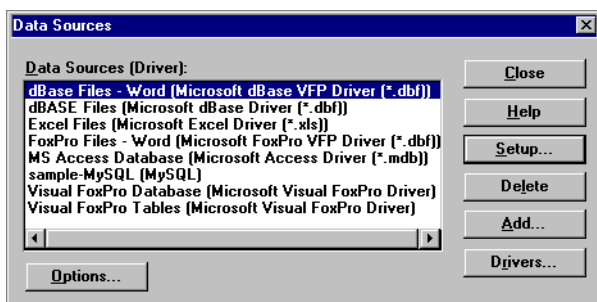 Data Sources
Data Sources (Driver):
dBase Files - Word (Microsoft dBase VFP Driver (*.dbf))
dBASE Files (Microsoft dBase Driver (*.dbf))
Excel Files (Microsoft Excel Driver (*.xls))
FoxPro Files - Word (Microsoft FoxPro VFP Driver (*.dbf))
MS Access Database (Microsoft Access Driver (*.mdb))
sample-MySQL (MySQL)
Visual FoxPro Database (Microsoft Visual FoxPro Driver)
Visual FoxPro Tables (Microsoft Visual FoxPro Driver)
Close
Help
Setup...
Delete
Add...
Drivers...
Options...